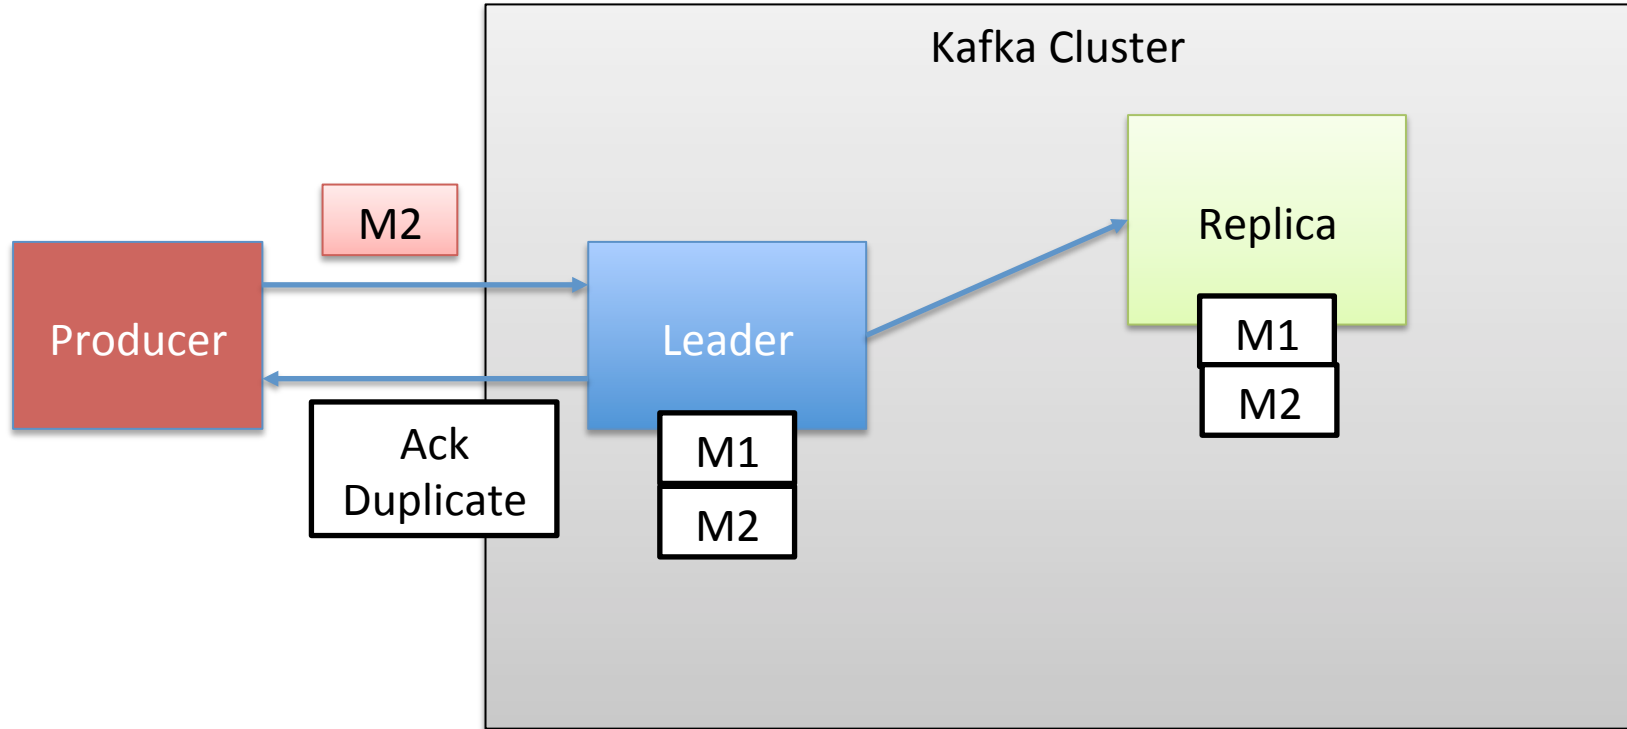 Kafka Cluster
M2
Replica
Producer
Leader
M1
M2
Ack
Duplicate
M1
M2